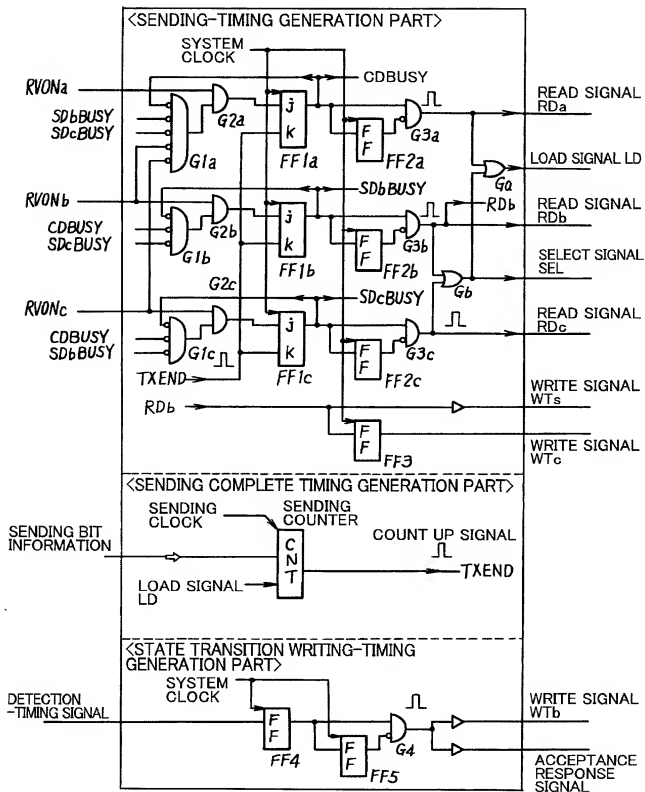 <SENDING-TIMING GENERATION PART>
SYSTEM
CLOCK
CDBUSY
RVONa
SDbBUSY
SDcBUSY
G1a
G2a
j
k
FF1a
F
F
FF2a
G3a
READ SIGNAL
RDa
Ga
LOAD SIGNAL LD
SDbBUSY
RVONb
CDBUSY
SDcBUSY
G1b
G2b
j
k
FF1b
F
F
FF2b
G3b
RDb
READ SIGNAL
RDb
Gb
SELECT SIGNAL
SEL
G2c
SDcBUSY
RVONc
CDBUSY
SDbBUSY
G1c
j
k
FF1c
F
F
FF2c
G3c
READ SIGNAL
RDc
TXEND
RDb
WRITE SIGNAL
WTs
F
F
FF3
WRITE SIGNAL
WTc
<SENDING COMPLETE TIMING GENERATION PART>
SENDING
CLOCK
SENDING
COUNTER
SENDING BIT
INFORMATION
C
N
T
COUNT UP SIGNAL
TXEND
LOAD SIGNAL
LD
<STATE TRANSITION WRITING-TIMING
GENERATION PART>
SYSTEM
CLOCK
DETECTION
-TIMING SIGNAL
F
F
FF4
F
F
FF5
G4
WRITE SIGNAL
WTb
ACCEPTANCE
RESPONSE
SIGNAL